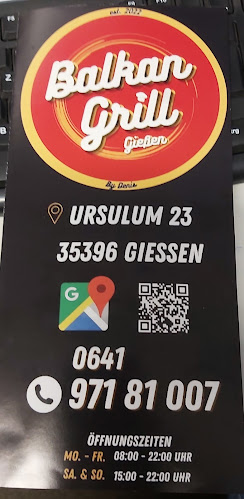 est. 2022
Balkan
Grill
Gießen
By Denis
URSULUM 23
35396 GIESSEN
G
0641
971 81 007
ÖFFNUNGSZEITEN
MO. - FR. 08:00 - 22:00 UHR
SA. & SO. 15:00 - 22:00 UHR